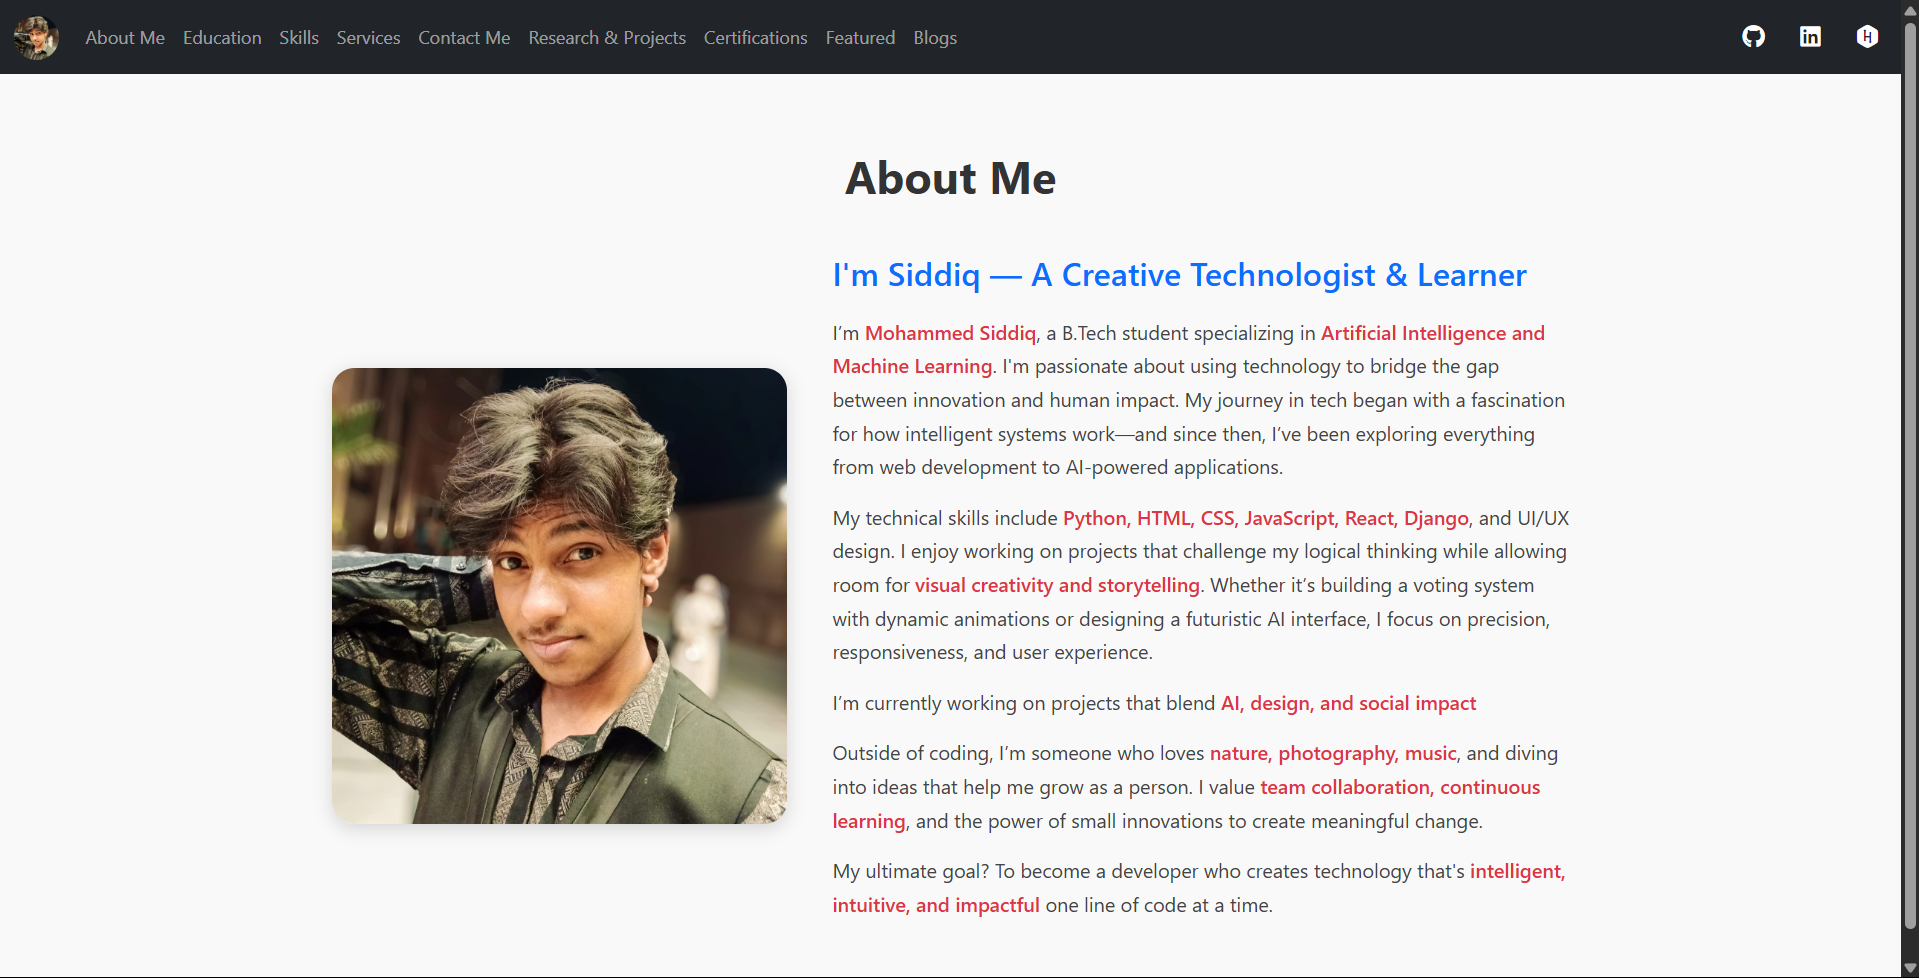 About Me Education Skills Services Contact Me Research & Projects Certifications Featured Blogs
About Me
I'm Siddiq — A Creative Technologist & Learner
I’m Mohammed Siddiq, a B.Tech student specializing in Artificial Intelligence and
Machine Learning. I'm passionate about using technology to bridge the gap
between innovation and human impact. My journey in tech began with a fascination
for how intelligent systems work—and since then, I’ve been exploring everything
from web development to AI-powered applications.
My technical skills include Python, HTML, CSS, JavaScript, React, Django, and UI/UX
design. I enjoy working on projects that challenge my logical thinking while allowing
room for visual creativity and storytelling. Whether it’s building a voting system
with dynamic animations or designing a futuristic AI interface, I focus on precision,
responsiveness, and user experience.
I’m currently working on projects that blend AI, design, and social impact
Outside of coding, I’m someone who loves nature, photography, music, and diving
into ideas that help me grow as a person. I value team collaboration, continuous
learning, and the power of small innovations to create meaningful change.
My ultimate goal? To become a developer who creates technology that's intelligent,
intuitive, and impactful one line of code at a time.